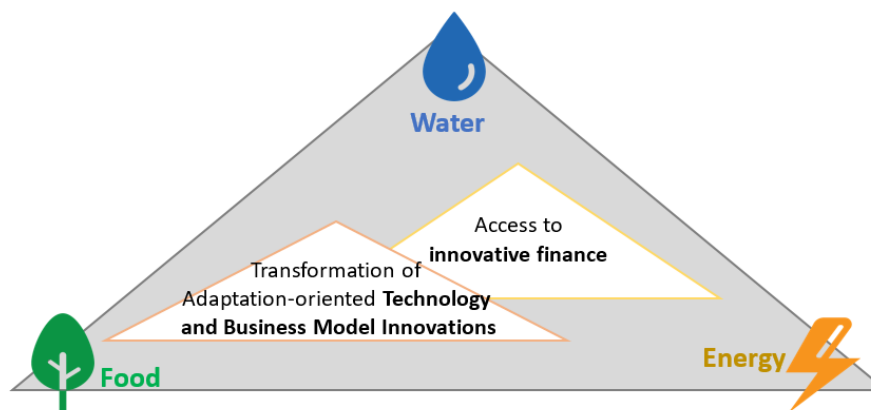 Water
Access to
innovative finance
Transformation of
Adaptation-oriented Technology
and Business Model Innovations
Food
Energy